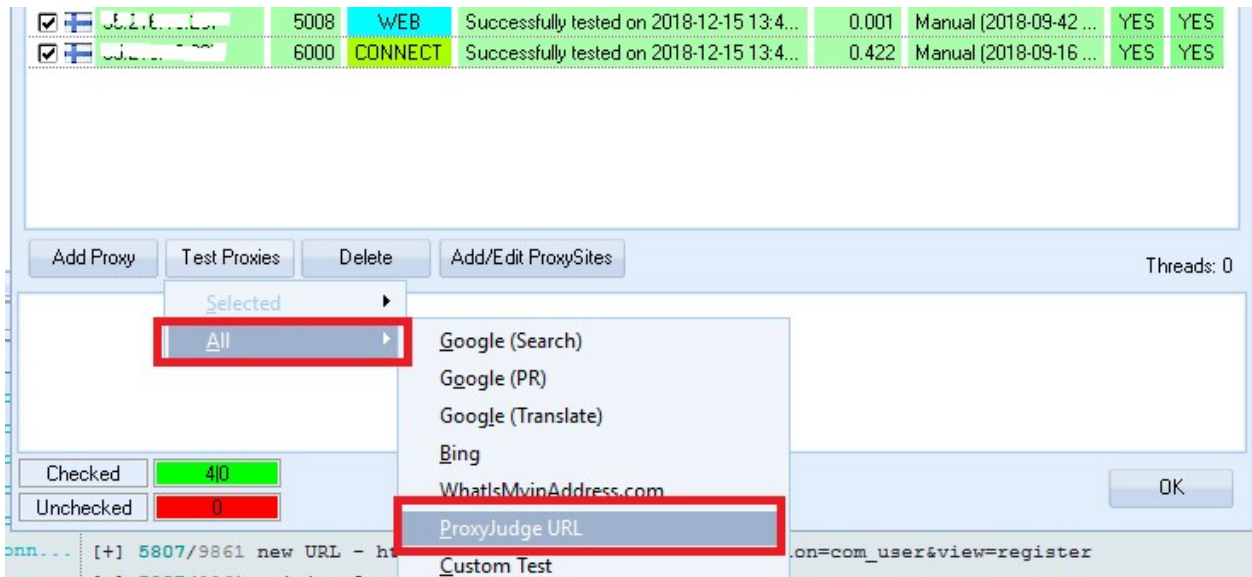 5008 WEB Successfully tested on 2018-12-15 13:4... 0.001 Manual (2018-09-42 ... YES YES
6000 CONNECT Successfully tested on 2018-12-15 13:4... 0.422 Manual (2018-09-16 ... YES YES
Add Proxy Test Proxies Delete Add/Edit ProxySites Threads: 0
Selected
All
Google (Search)
Google (PR)
Google (Translate)
Bing
WhatIsMyipAddress.com
ProxyJudge URL
Custom Test
Checked 4|0
Unchecked 0
OK
onn... [+] 5807/9861 new URL - ht on=com_user&view=register